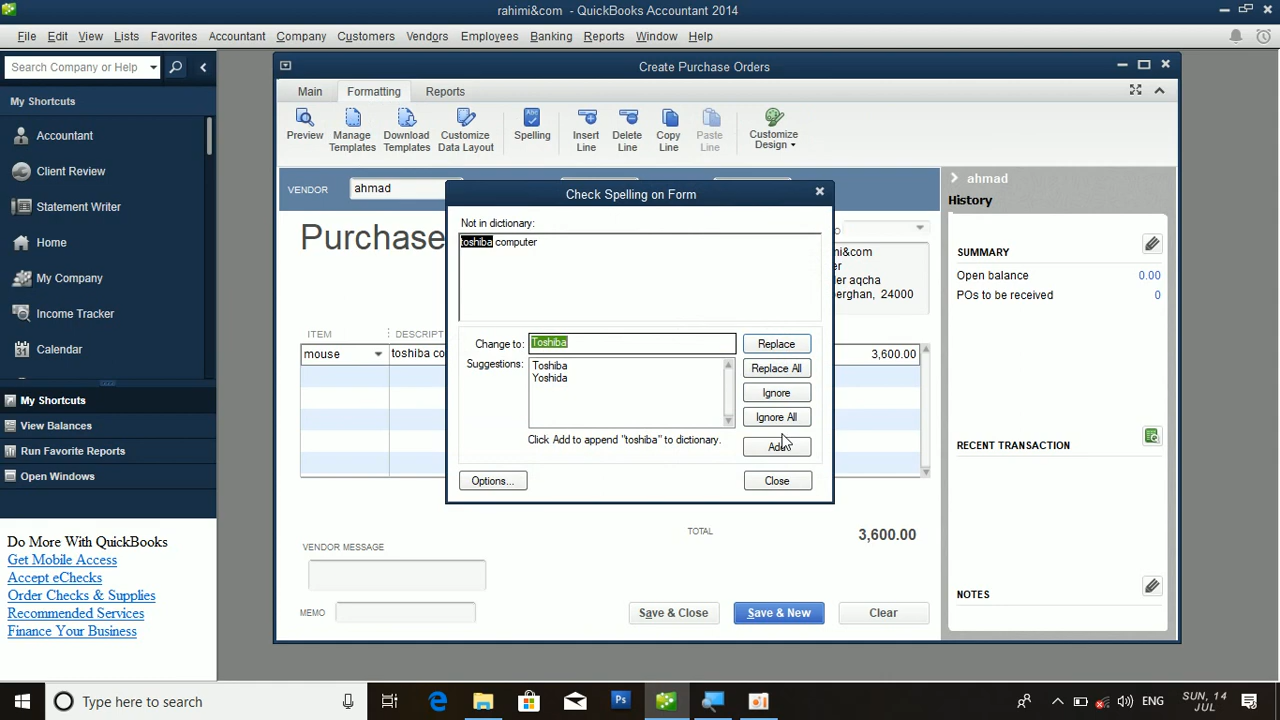 rahimi&com - QuickBooks Accountant 2014
File Edit View Lists Favorites Accountant Company Customers Vendors Employees Banking Reports Window Help
Search Company or Help
My Shortcuts
Accountant
Client Review
Statement Writer
Home
My Company
Income Tracker
Calendar
My Shortcuts
View Balances
Run Favorite Reports
Open Windows
Do More With QuickBooks
Get Mobile Access
Accept eChecks
Order Checks & Supplies
Recommended Services
Finance Your Business
Create Purchase Orders
Main Formatting Reports
Preview
Manage Templates
Download Templates
Customize Data Layout
Spelling
Insert Line
Delete Line
Copy Line
Paste Line
Customize Design
VENDOR ahmad
Purchase
ITEM DESCRIPT
mouse toshiba co 3,600.00
24000
TOTAL 3,600.00
VENDOR MESSAGE
MEMO
Save & Close Save & New Clear
Check Spelling on Form
Not in dictionary:
toshiba computer
Change to: Toshiba
Suggestions: Toshiba
Yoshida
Click Add to append "toshiba" to dictionary.
Replace
Replace All
Ignore
Ignore All
Add
Options... Close
ahmad
History
SUMMARY
Open balance 0.00
POs to be received 0
RECENT TRANSACTION
NOTES
Type here to search
ENG
SUN, 14
JUL